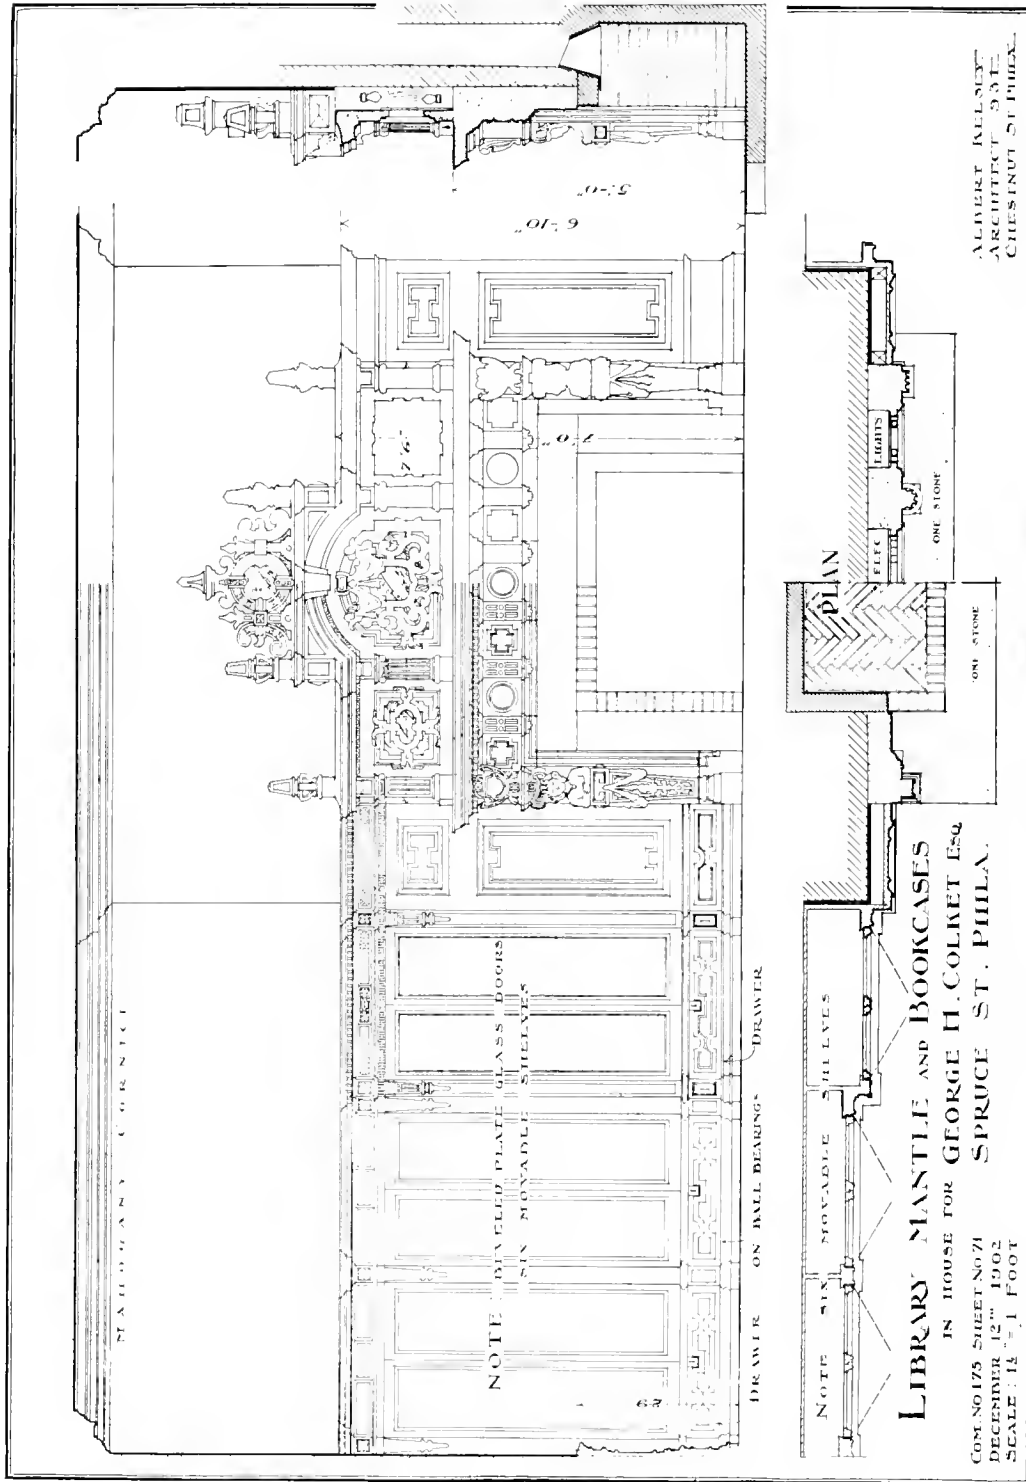 MAHOGANY CORNICE
NOTE BEVELED PLATE GLASS DOORS
SIX MOVABLE SHELVES
7'6"
6'-10"
5'-0"
7'-0"
DRAWER ON BALL BEARINGS
DRAWER
NOTE SIX MOVABLE SHELVES
PLAN
ELEC
LIGHTS
ONE STONE
ONE STONE
LIBRARY MANTLE AND BOOKCASES
IN HOUSE FOR GEORGE H. COLKET ESQ.
SPRUCE ST. PHILA.
COM. NO 175 SHEET NO 71
DECEMBER 12TH 1902
SCALE : 1½" = 1 FOOT
ALBERT KELSEY
ARCHITECT 931
CHESTNUT ST PHILA.